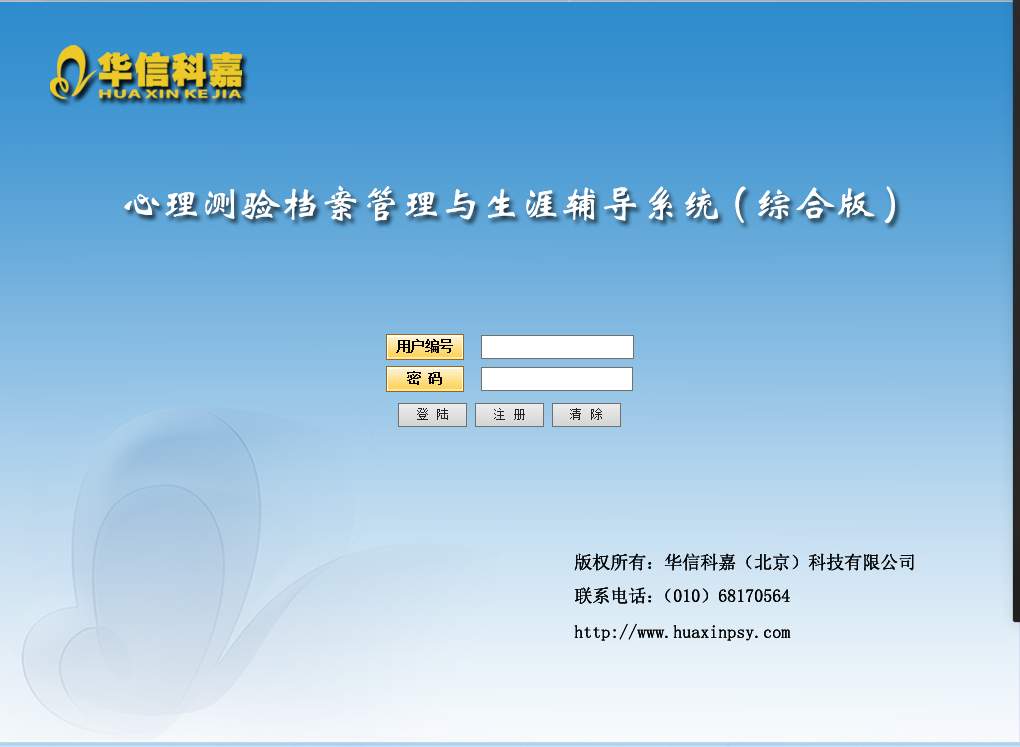 华信科嘉
HUA XIN KE JIA
心理测验档案管理与生涯辅导系统(综合版)
用户编号
密 码
登 陆 注 册 清 除
版权所有：华信科嘉（北京）科技有限公司
联系电话：（010）68170564
http://www.huaxinpsy.com